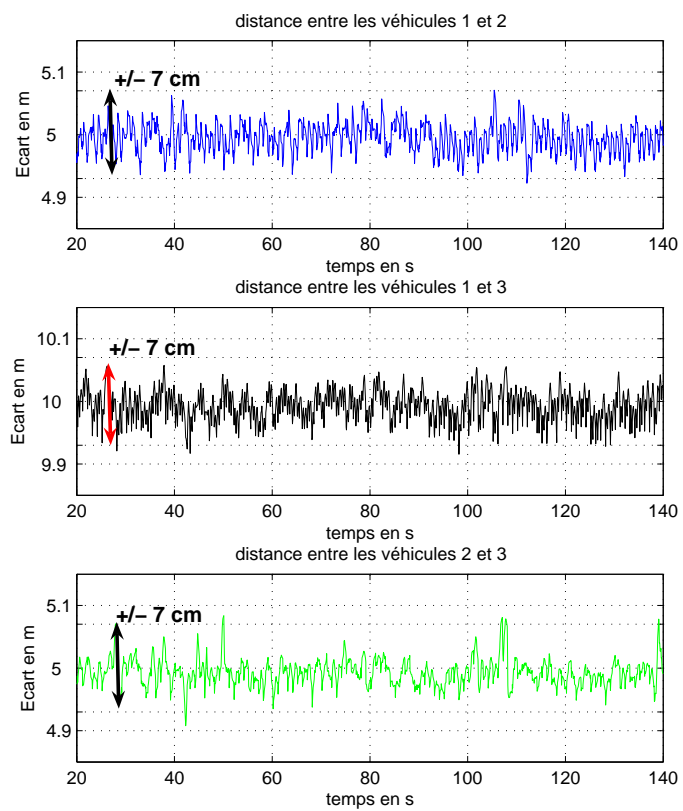 distance entre les véhicules 1 et 2
+/− 7 cm
5.1
5
4.9
Ecart en m
20 40 60 80 100 120 140
temps en s
distance entre les véhicules 1 et 3
+/− 7 cm
10.1
10
9.9
Ecart en m
20 40 60 80 100 120 140
temps en s
distance entre les véhicules 2 et 3
+/− 7 cm
5.1
5
4.9
Ecart en m
20 40 60 80 100 120 140
temps en s